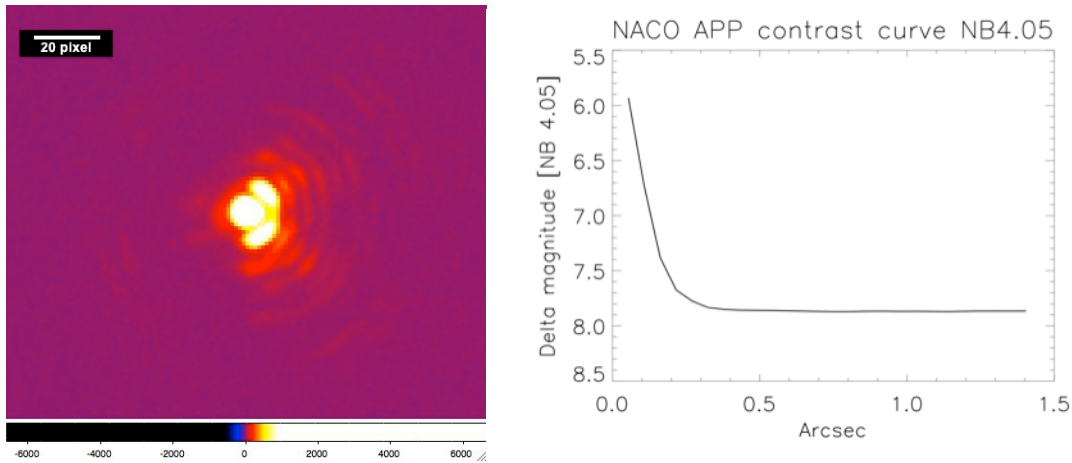 20 pixel
-6000 -4000 -2000 0 2000 4000 6000
NACO APP contrast curve NB4.05
Delta magnitude [NB 4.05]
5.5
6.0
6.5
7.0
7.5
8.0
8.5
0.0 0.5 1.0 1.5
Arcsec